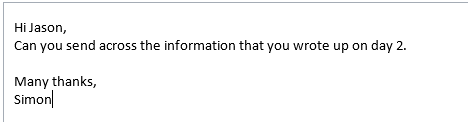 Hi Jason,
Can you send across the information that you wrote up on day 2.
Many thanks,
Simon